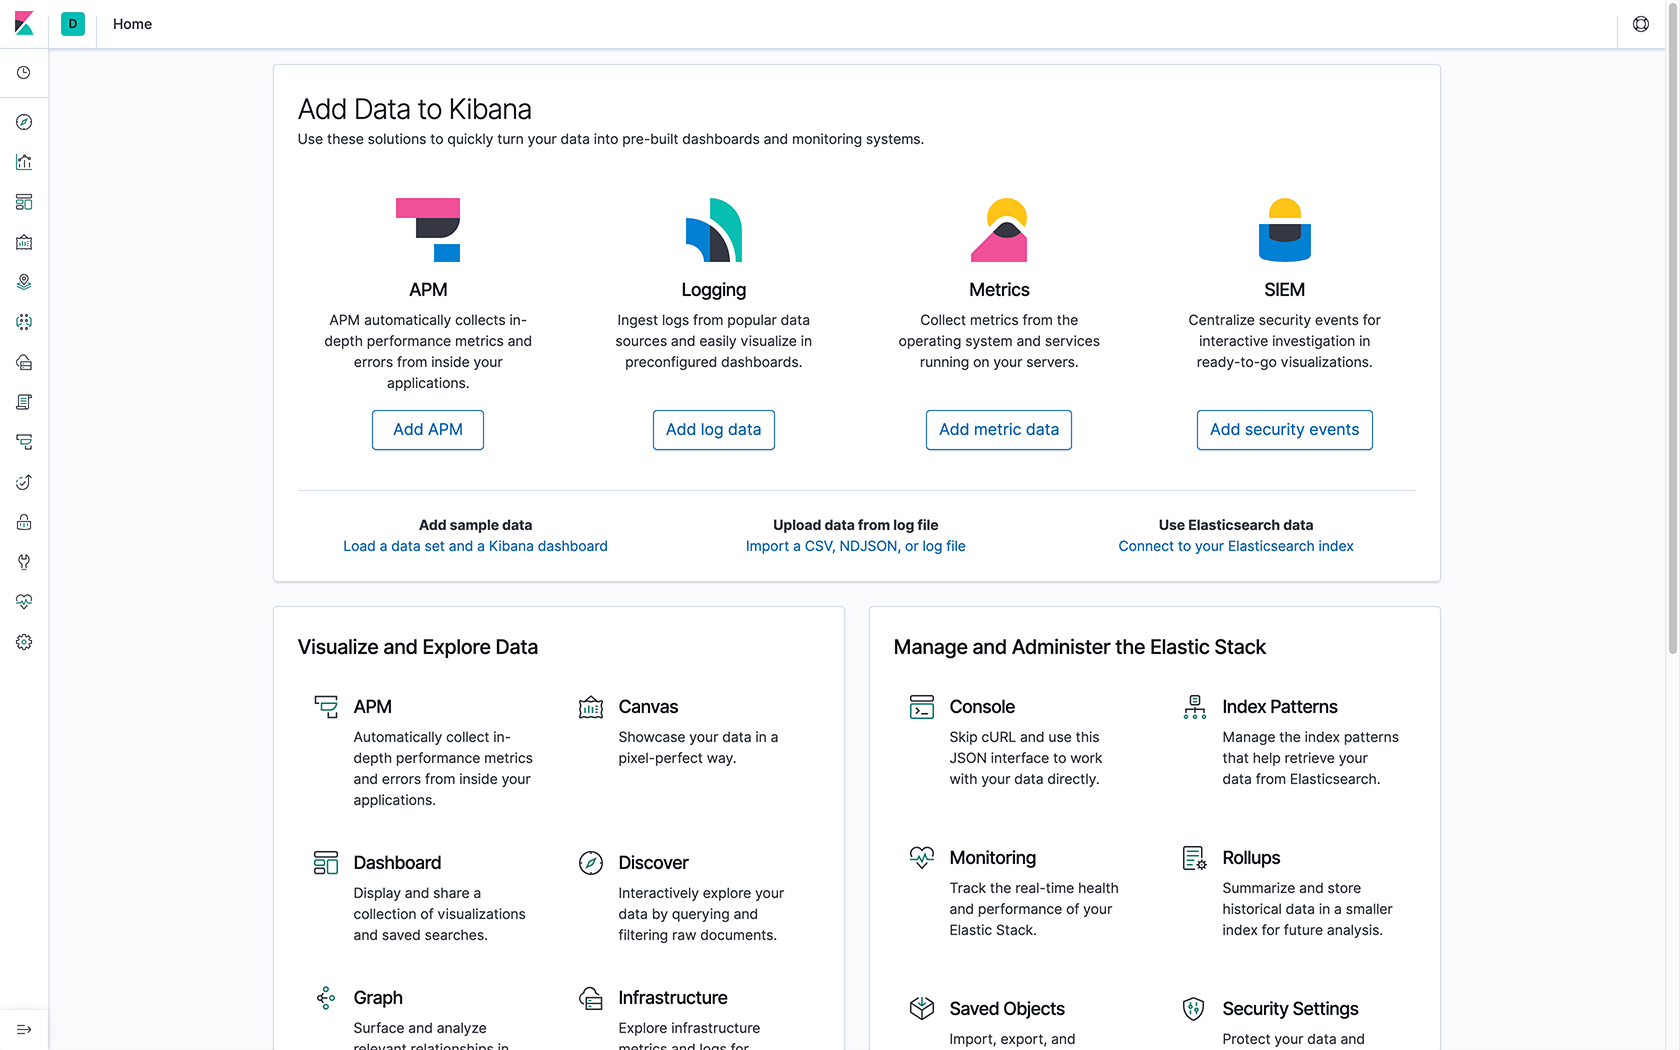 D
Home
Add Data to Kibana
Use these solutions to quickly turn your data into pre-built dashboards and monitoring systems.
APM
APM automatically collects in-
depth performance metrics and
errors from inside your
applications.
Add APM
Logging
Ingest logs from popular data
sources and easily visualize in
preconfigured dashboards.
Add log data
Metrics
Collect metrics from the
operating system and services
running on your servers.
Add metric data
SIEM
Centralize security events for
interactive investigation in
ready-to-go visualizations.
Add security events
Add sample data
Load a data set and a Kibana dashboard
Upload data from log file
Import a CSV, NDJSON, or log file
Use Elasticsearch data
Connect to your Elasticsearch index
Visualize and Explore Data
APM
Automatically collect in-
depth performance metrics
and errors from inside your
applications.
Canvas
Showcase your data in a
pixel-perfect way.
Dashboard
Display and share a
collection of visualizations
and saved searches.
Discover
Interactively explore your
data by querying and
filtering raw documents.
Graph
Surface and analyze
relevant relationships in
Infrastructure
Explore infrastructure
metrics and logs for
Manage and Administer the Elastic Stack
Console
Skip cURL and use this
JSON interface to work
with your data directly.
Index Patterns
Manage the index patterns
that help retrieve your
data from Elasticsearch.
Monitoring
Track the real-time health
and performance of your
Elastic Stack.
Rollups
Summarize and store
historical data in a smaller
index for future analysis.
Saved Objects
Import, export, and
Security Settings
Protect your data and